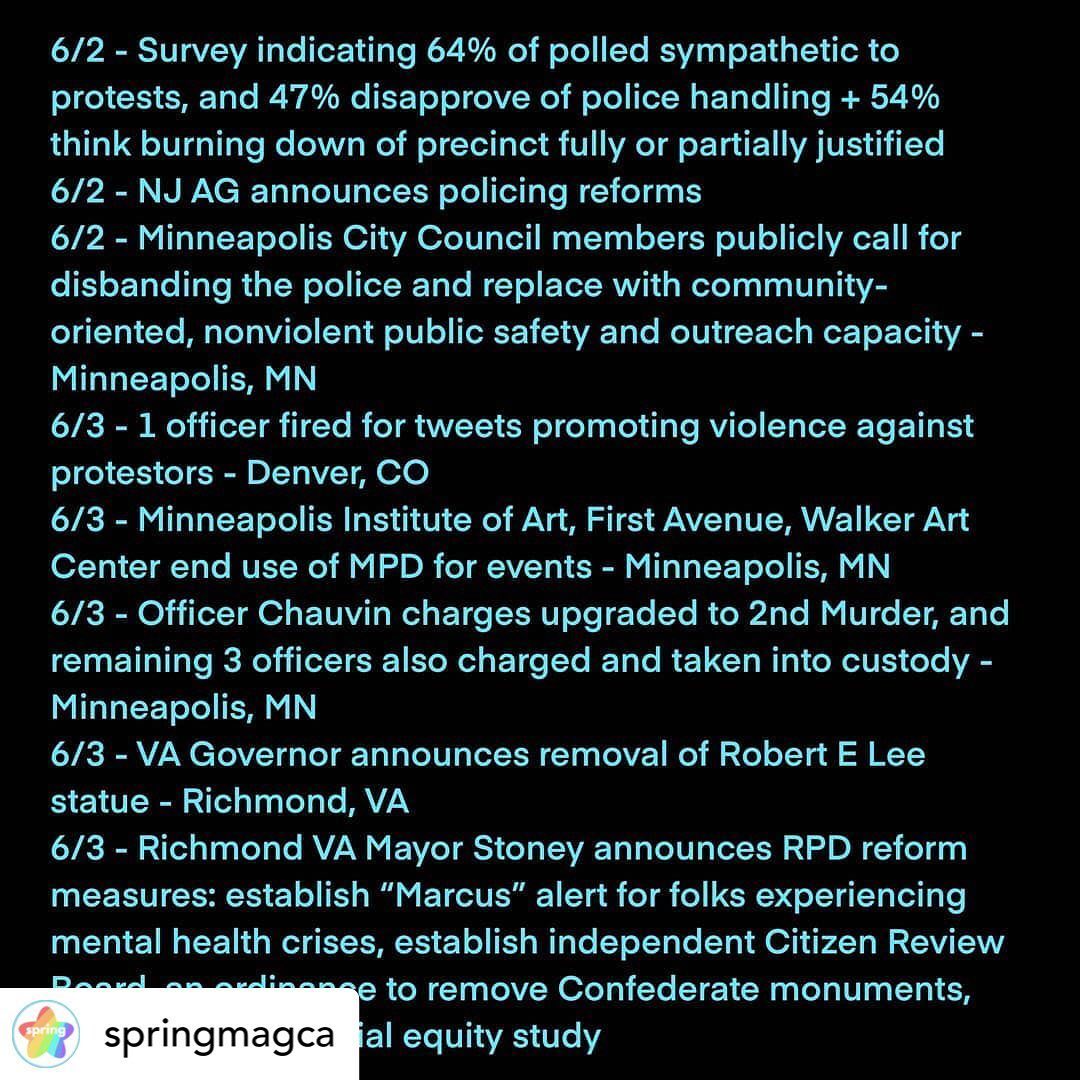 6/2 - Survey indicating 64% of polled sympathetic to
protests, and 47% disapprove of police handling + 54%
think burning down of precinct fully or partially justified
6/2 - NJ AG announces policing reforms
6/2 - Minneapolis City Council members publicly call for
disbanding the police and replace with community-
oriented, nonviolent public safety and outreach capacity -
Minneapolis, MN
6/3 - 1 officer fired for tweets promoting violence against
protestors - Denver, CO
6/3 - Minneapolis Institute of Art, First Avenue, Walker Art
Center end use of MPD for events - Minneapolis, MN
6/3 - Officer Chauvin charges upgraded to 2nd Murder, and
remaining 3 officers also charged and taken into custody -
Minneapolis, MN
6/3 - VA Governor announces removal of Robert E Lee
statue - Richmond, VA
6/3 - Richmond VA Mayor Stoney announces RPD reform
measures: establish “Marcus” alert for folks experiencing
mental health crises, establish independent Citizen Review
Board, an ordinance to remove Confederate monuments,
equity study
spring
springmagca